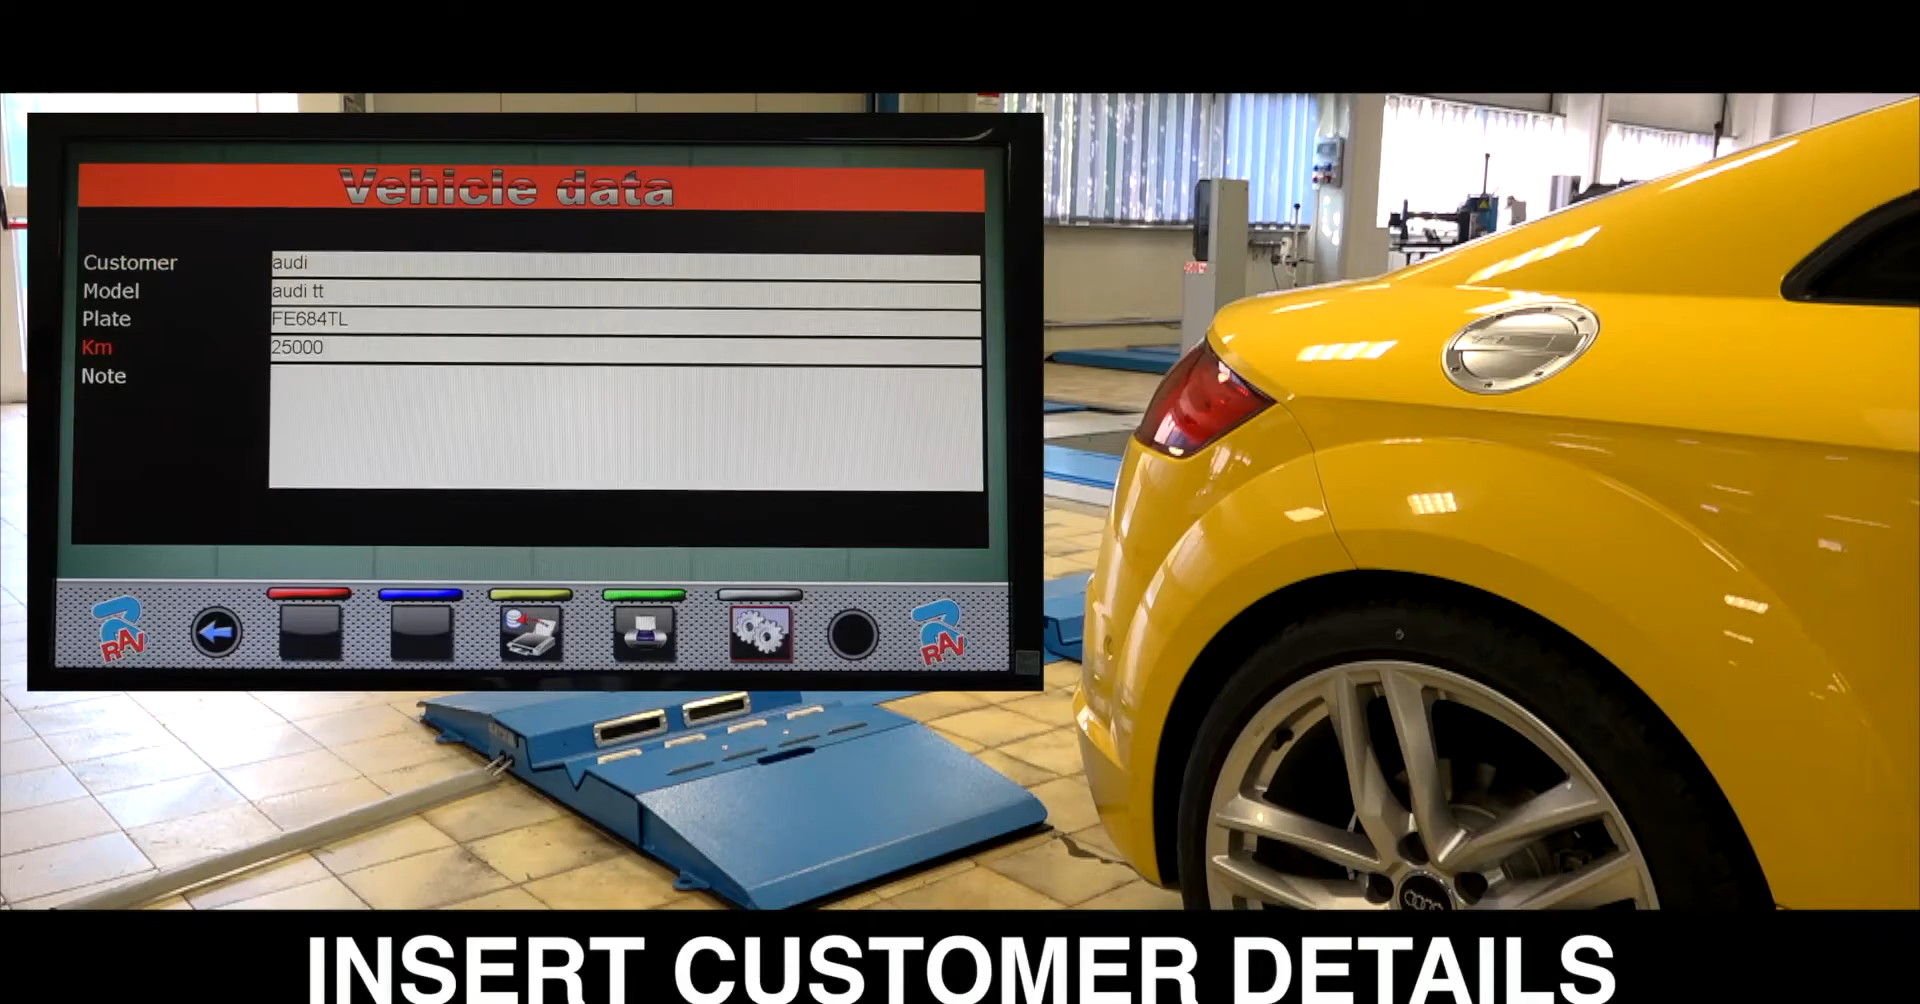 Vehicle data
Customer audi
Model audi tt
Plate FE684TL
Km 25000
Note
RAV
RAV
INSERT CUSTOMER DETAILS